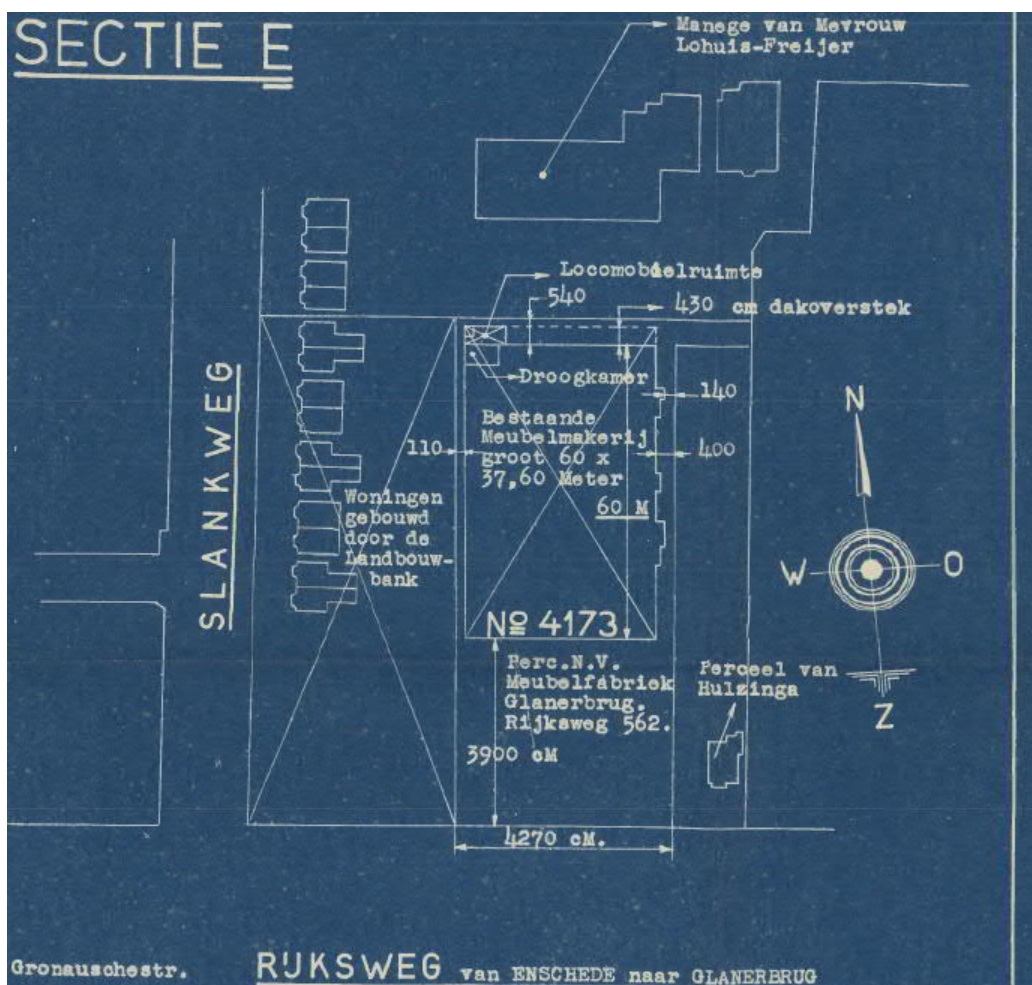 SECTIE E
Manege van Mevrouw
Lohuis-Freijer
Locomobielruimte
540
430 cm dakoverstek
Droogkamer
140
Bestaande
Meubelmakerij
groot 60 x
37,60 Meter
110
400
60 M
SLANKWEG
Woningen
gebouwd
door de
Landbouw-
bank
N
W
O
Z
No 4173
Perc.N.V.
Meubelfabriek
Glanerbrug.
Rijksweg 562.
Perceel van
Hulzinga
3900 cM
4270 cM.
Gronauschestr.
RIJKSWEG van ENSCHEDE naar GLANERBRUG